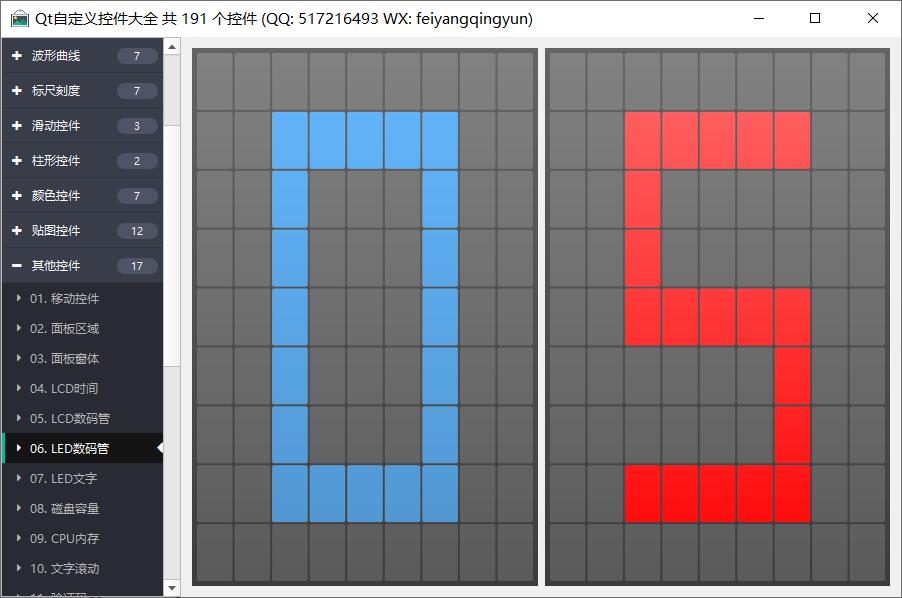 Qt自定义控件大全 共 191 个控件 (QQ: 517216493 WX: feiyangqingyun)
波形曲线 7
标尺刻度 7
滑动控件 3
柱形控件 2
颜色控件 7
贴图控件 12
其他控件 17
01. 移动控件
02. 面板区域
03. 面板窗体
04. LCD时间
05. LCD数码管
06. LED数码管
07. LED文字
08. 磁盘容量
09. CPU内存
10. 文字滚动
0
5